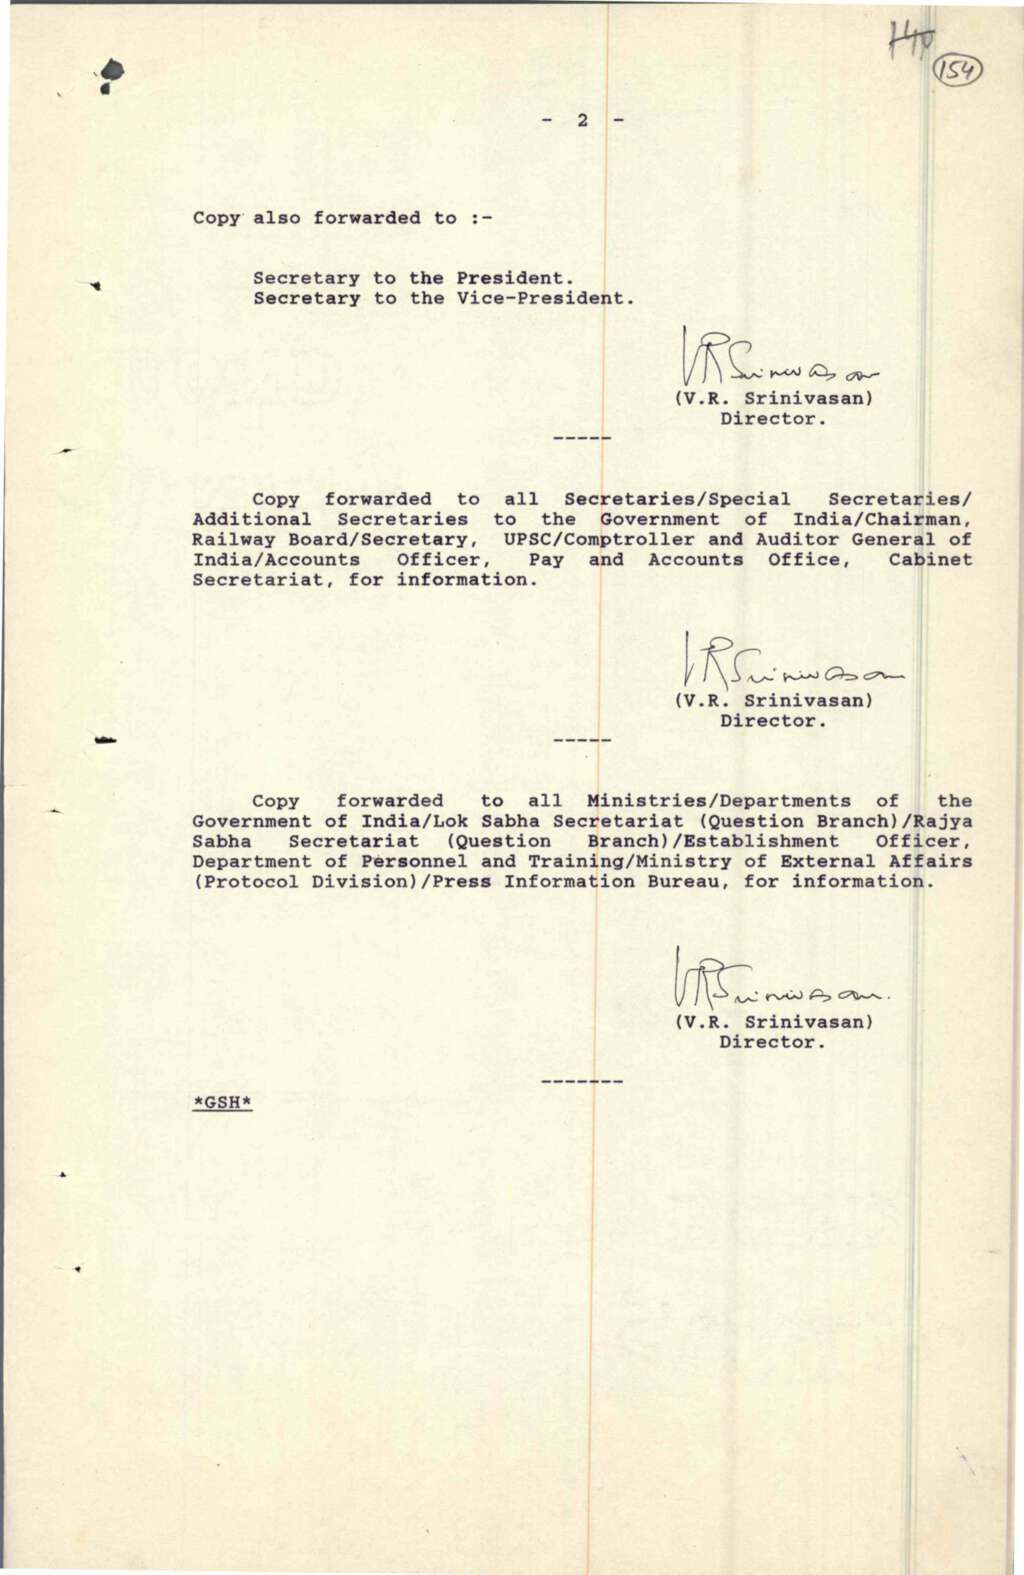 140
154
- 2 -
Copy also forwarded to :-
Secretary to the President.
Secretary to the Vice-President.
VRSrinivasan
(V.R. Srinivasan)
Director.
-----
Copy forwarded to all Secretaries/Special Secretaries/
Additional Secretaries to the Government of India/Chairman,
Railway Board/Secretary, UPSC/Comptroller and Auditor General of
India/Accounts Officer, Pay and Accounts Office, Cabinet
Secretariat, for information.
VRSrinivasan
(V.R. Srinivasan)
Director.
-----
Copy forwarded to all Ministries/Departments of the
Government of India/Lok Sabha Secretariat (Question Branch)/Rajya
Sabha Secretariat (Question Branch)/Establishment Officer,
Department of Personnel and Training/Ministry of External Affairs
(Protocol Division)/Press Information Bureau, for information.
VRSrinivasan.
(V.R. Srinivasan)
Director.
-------
*GSH*